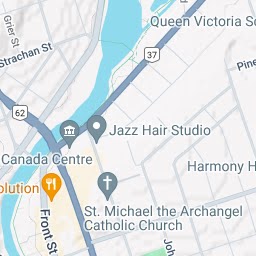 Queen Victoria Sc
Grier St
Strachan St
37
Pine
62
Jazz Hair Studio
Canada Centre
Harmony H
olution
St. Michael the Archangel
Catholic Church
Front St
Joh